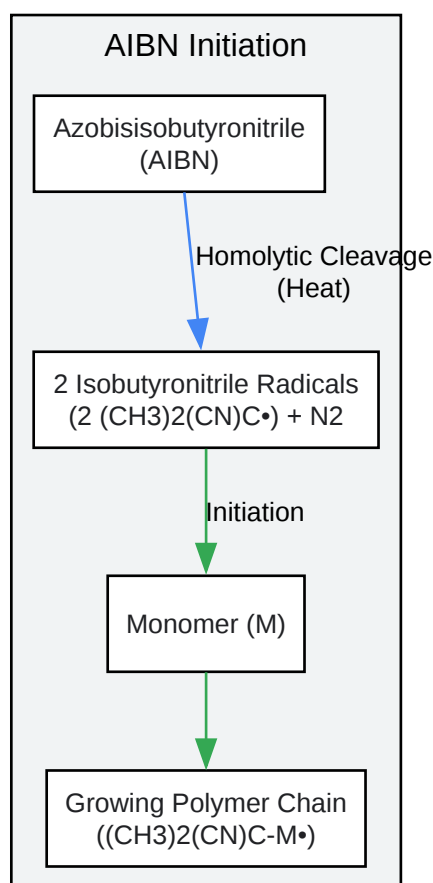 AIBN Initiation
Azobisisobutyronitrile
(AIBN)
Homolytic Cleavage
(Heat)
2 Isobutyronitrile Radicals
(2 (CH3)2(CN)C•) + N2
Initiation
Monomer (M)
Growing Polymer Chain
((CH3)2(CN)C-M•)